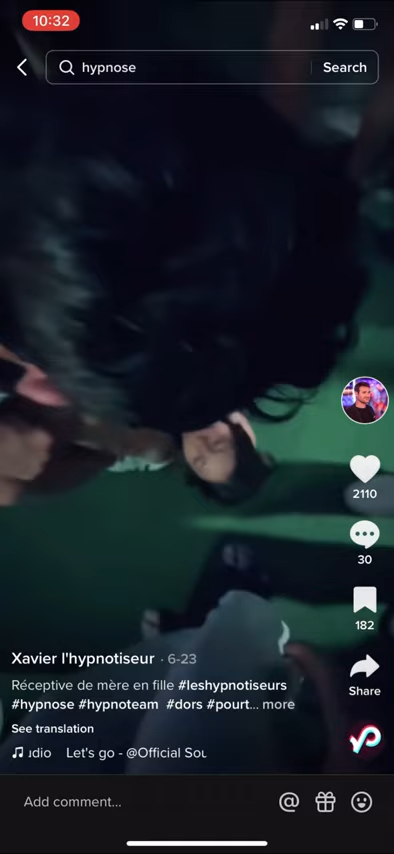 10:32
hypnose
Search
2110
30
182
Share
Xavier l'hypnotiseur · 6-23
Réceptive de mère en fille #leshypnotiseurs
#hypnose #hypnoteam #dors #pourt... more
See translation
Let's go - @Official
Add comment...